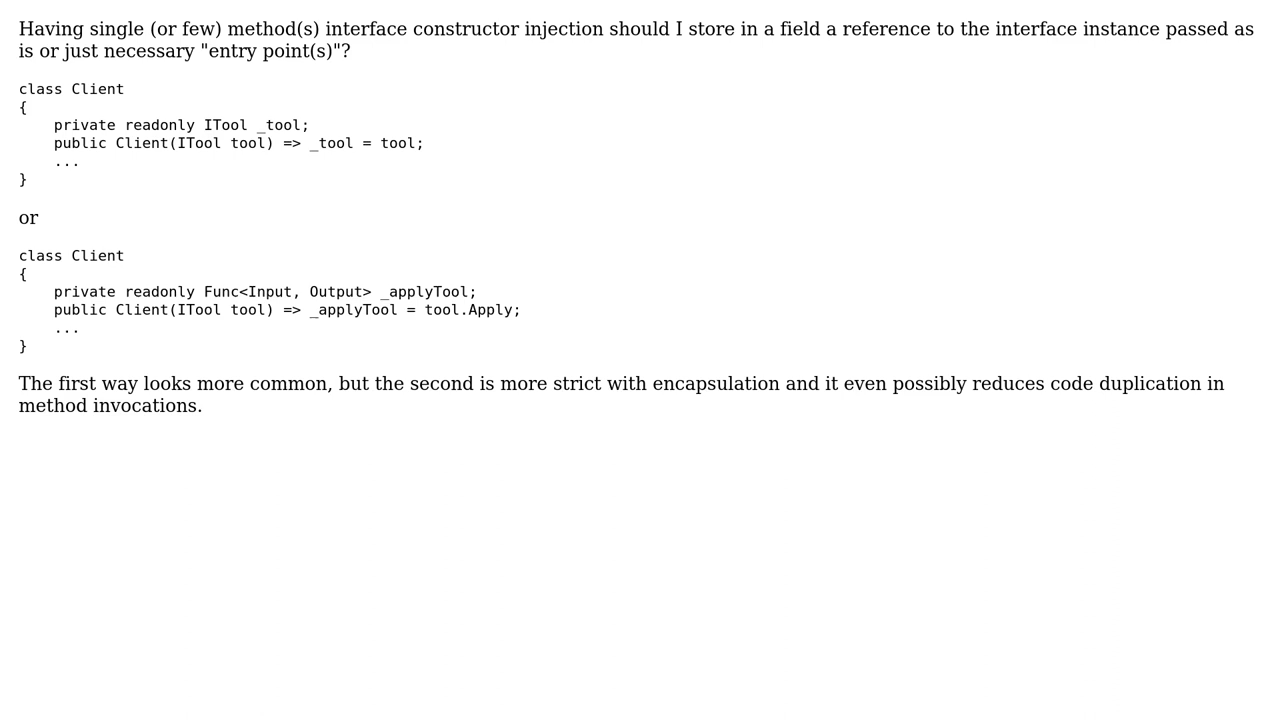 Having single (or few) method(s) interface constructor injection should I store in a field a reference to the interface instance passed as
is or just necessary "entry point(s)"?
class Client
{
    private readonly ITool _tool;
    public Client(ITool tool) => _tool = tool;
    ...
}
or
class Client
{
    private readonly Func<Input, Output> _applyTool;
    public Client(ITool tool) => _applyTool = tool.Apply;
    ...
}
The first way looks more common, but the second is more strict with encapsulation and it even possibly reduces code duplication in
method invocations.